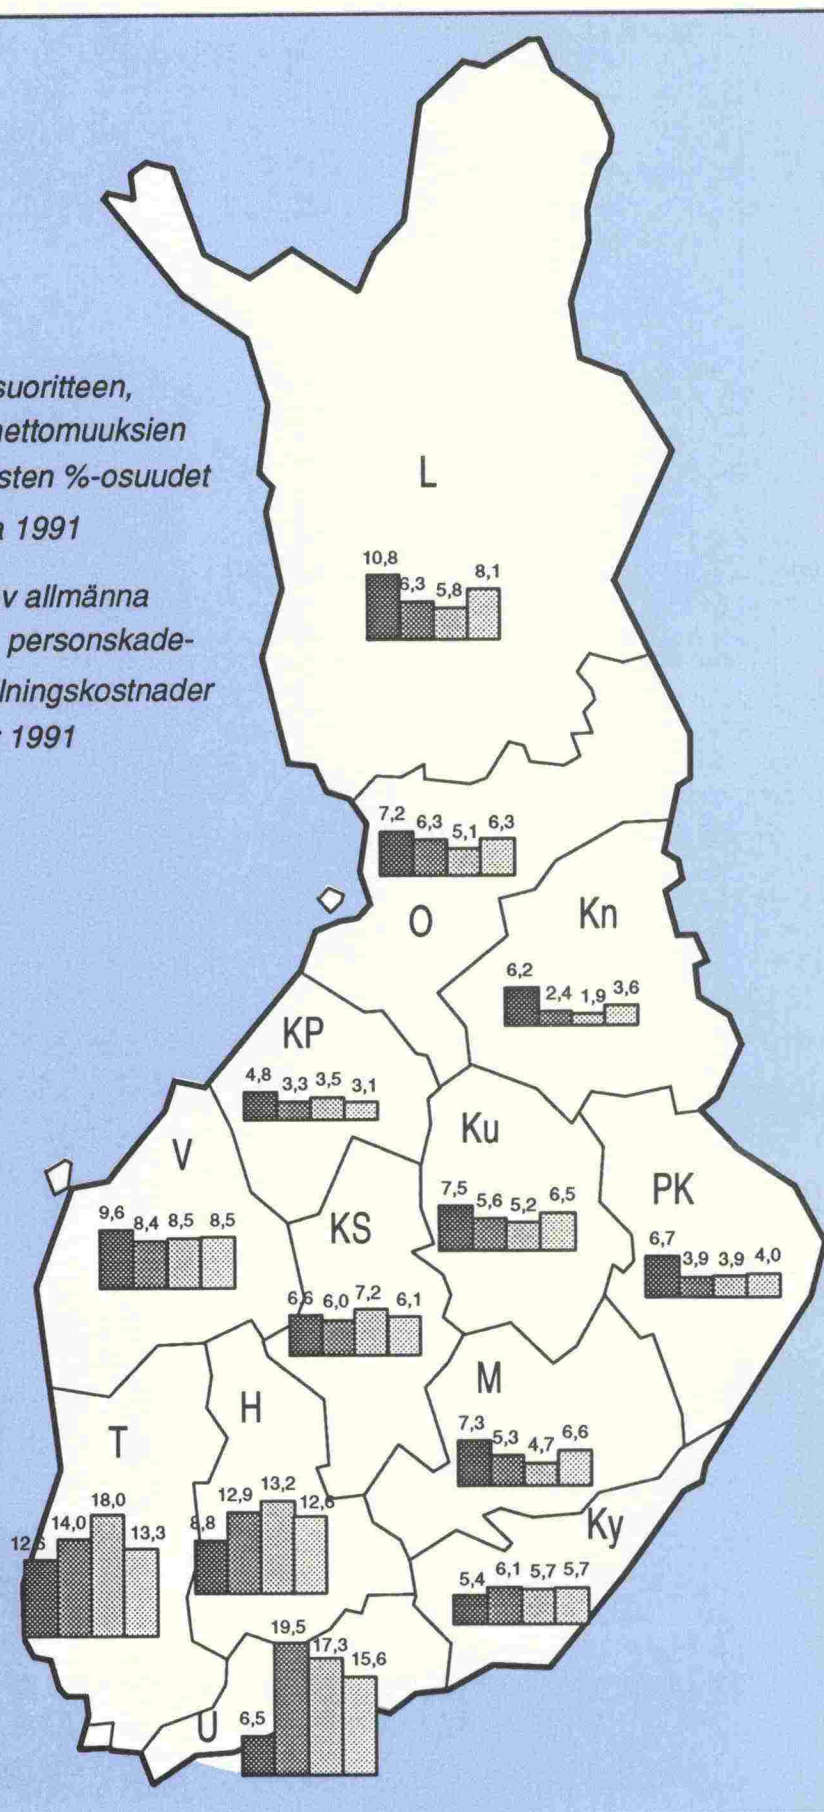 suoritteen,
sten %-osuudet
1991
allmänna
personskade-
lningskostnader
1991
L
10,8 6,3 5,8 8,1
7,2 6,3 5,1 6,3
O
Kn
6,2 2,4 1,9 3,6
KP
4,8 3,3 3,5 3,1
Ku
7,5 5,6 5,2 6,5
V
9,6 8,4 8,5 8,5
PK
6,7 3,9 3,9 4,0
KS
6,6 6,0 7,2 6,1
M
7,3 5,3 4,7 6,6
H
8,8 12,9 13,2 12,6
T
12,6 14,0 18,0 13,3
Ky
5,4 6,1 5,7 5,7
U
6,5 19,5 17,3 15,6